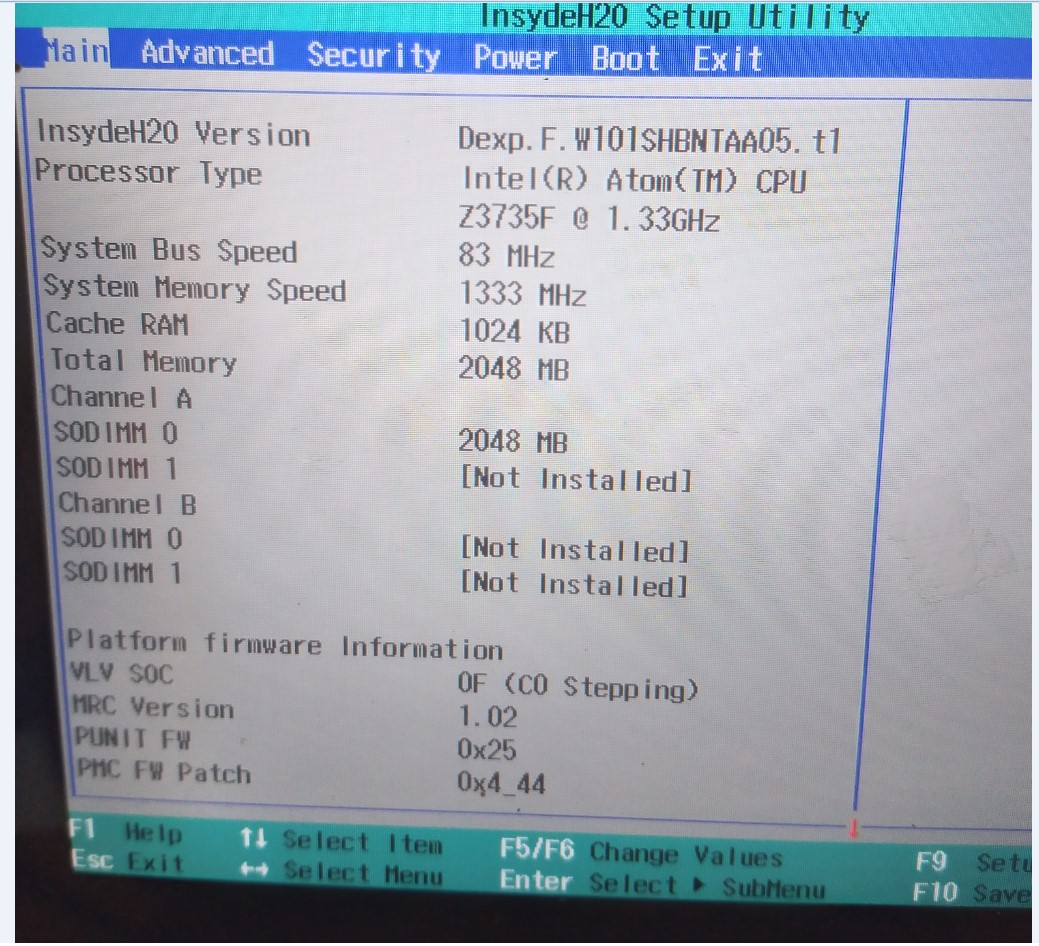 InsydeH20 Setup Utility
Main Advanced Security Power Boot Exit
InsydeH20 Version Dexp.F.W101SHBNTAA05.t1
Processor Type Intel(R) Atom(TM) CPU
Z3735F @ 1.33GHz
System Bus Speed 83 MHz
System Memory Speed 1333 MHz
Cache RAM 1024 KB
Total Memory 2048 MB
Channel A
SODIMM 0 2048 MB
SODIMM 1 [Not Installed]
Channel B
SODIMM 0 [Not Installed]
SODIMM 1 [Not Installed]
Platform firmware Information
VLV SOC 0F (C0 Stepping)
MRC Version 1.02
PUNIT FW 0x25
PMC FW Patch 0x4_44
F1 Help ↑↓ Select Item F5/F6 Change Values F9 Setu
Esc Exit ↔ Select Menu Enter Select ▶ SubMenu F10 Save